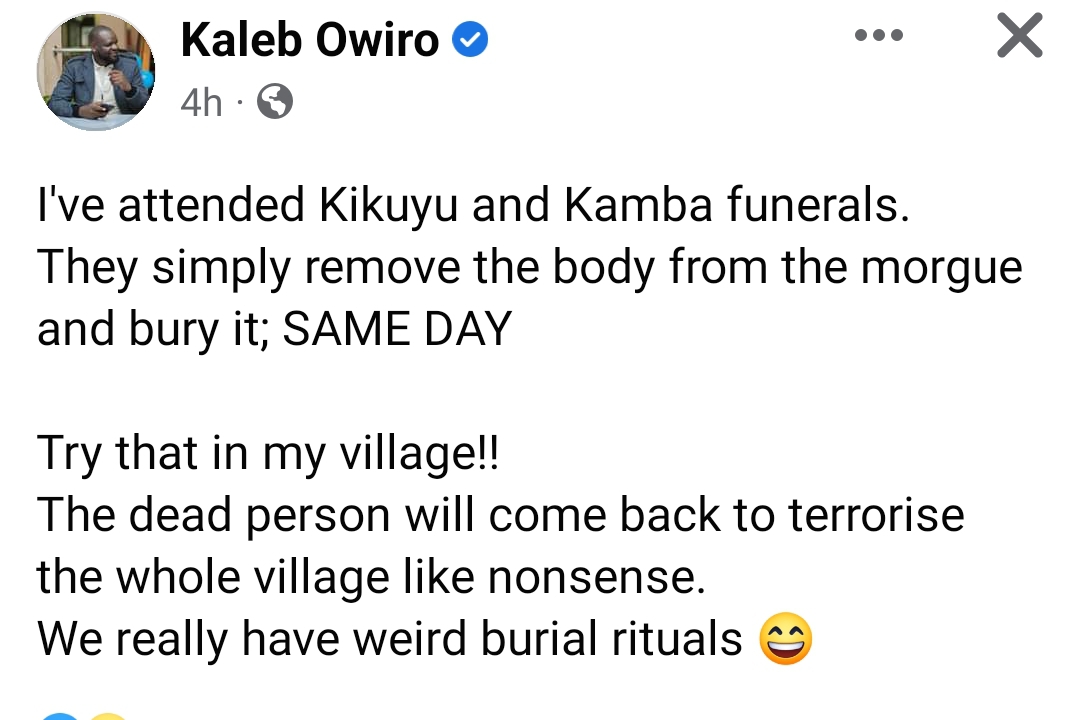 Kaleb Owiro
4h ·
I've attended Kikuyu and Kamba funerals.
They simply remove the body from the morgue
and bury it; SAME DAY
Try that in my village!!
The dead person will come back to terrorise
the whole village like nonsense.
We really have weird burial rituals 😄